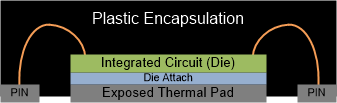 Plastic Encapsulation
Integrated Circuit (Die)
Die Attach
PIN
Exposed Thermal Pad
PIN